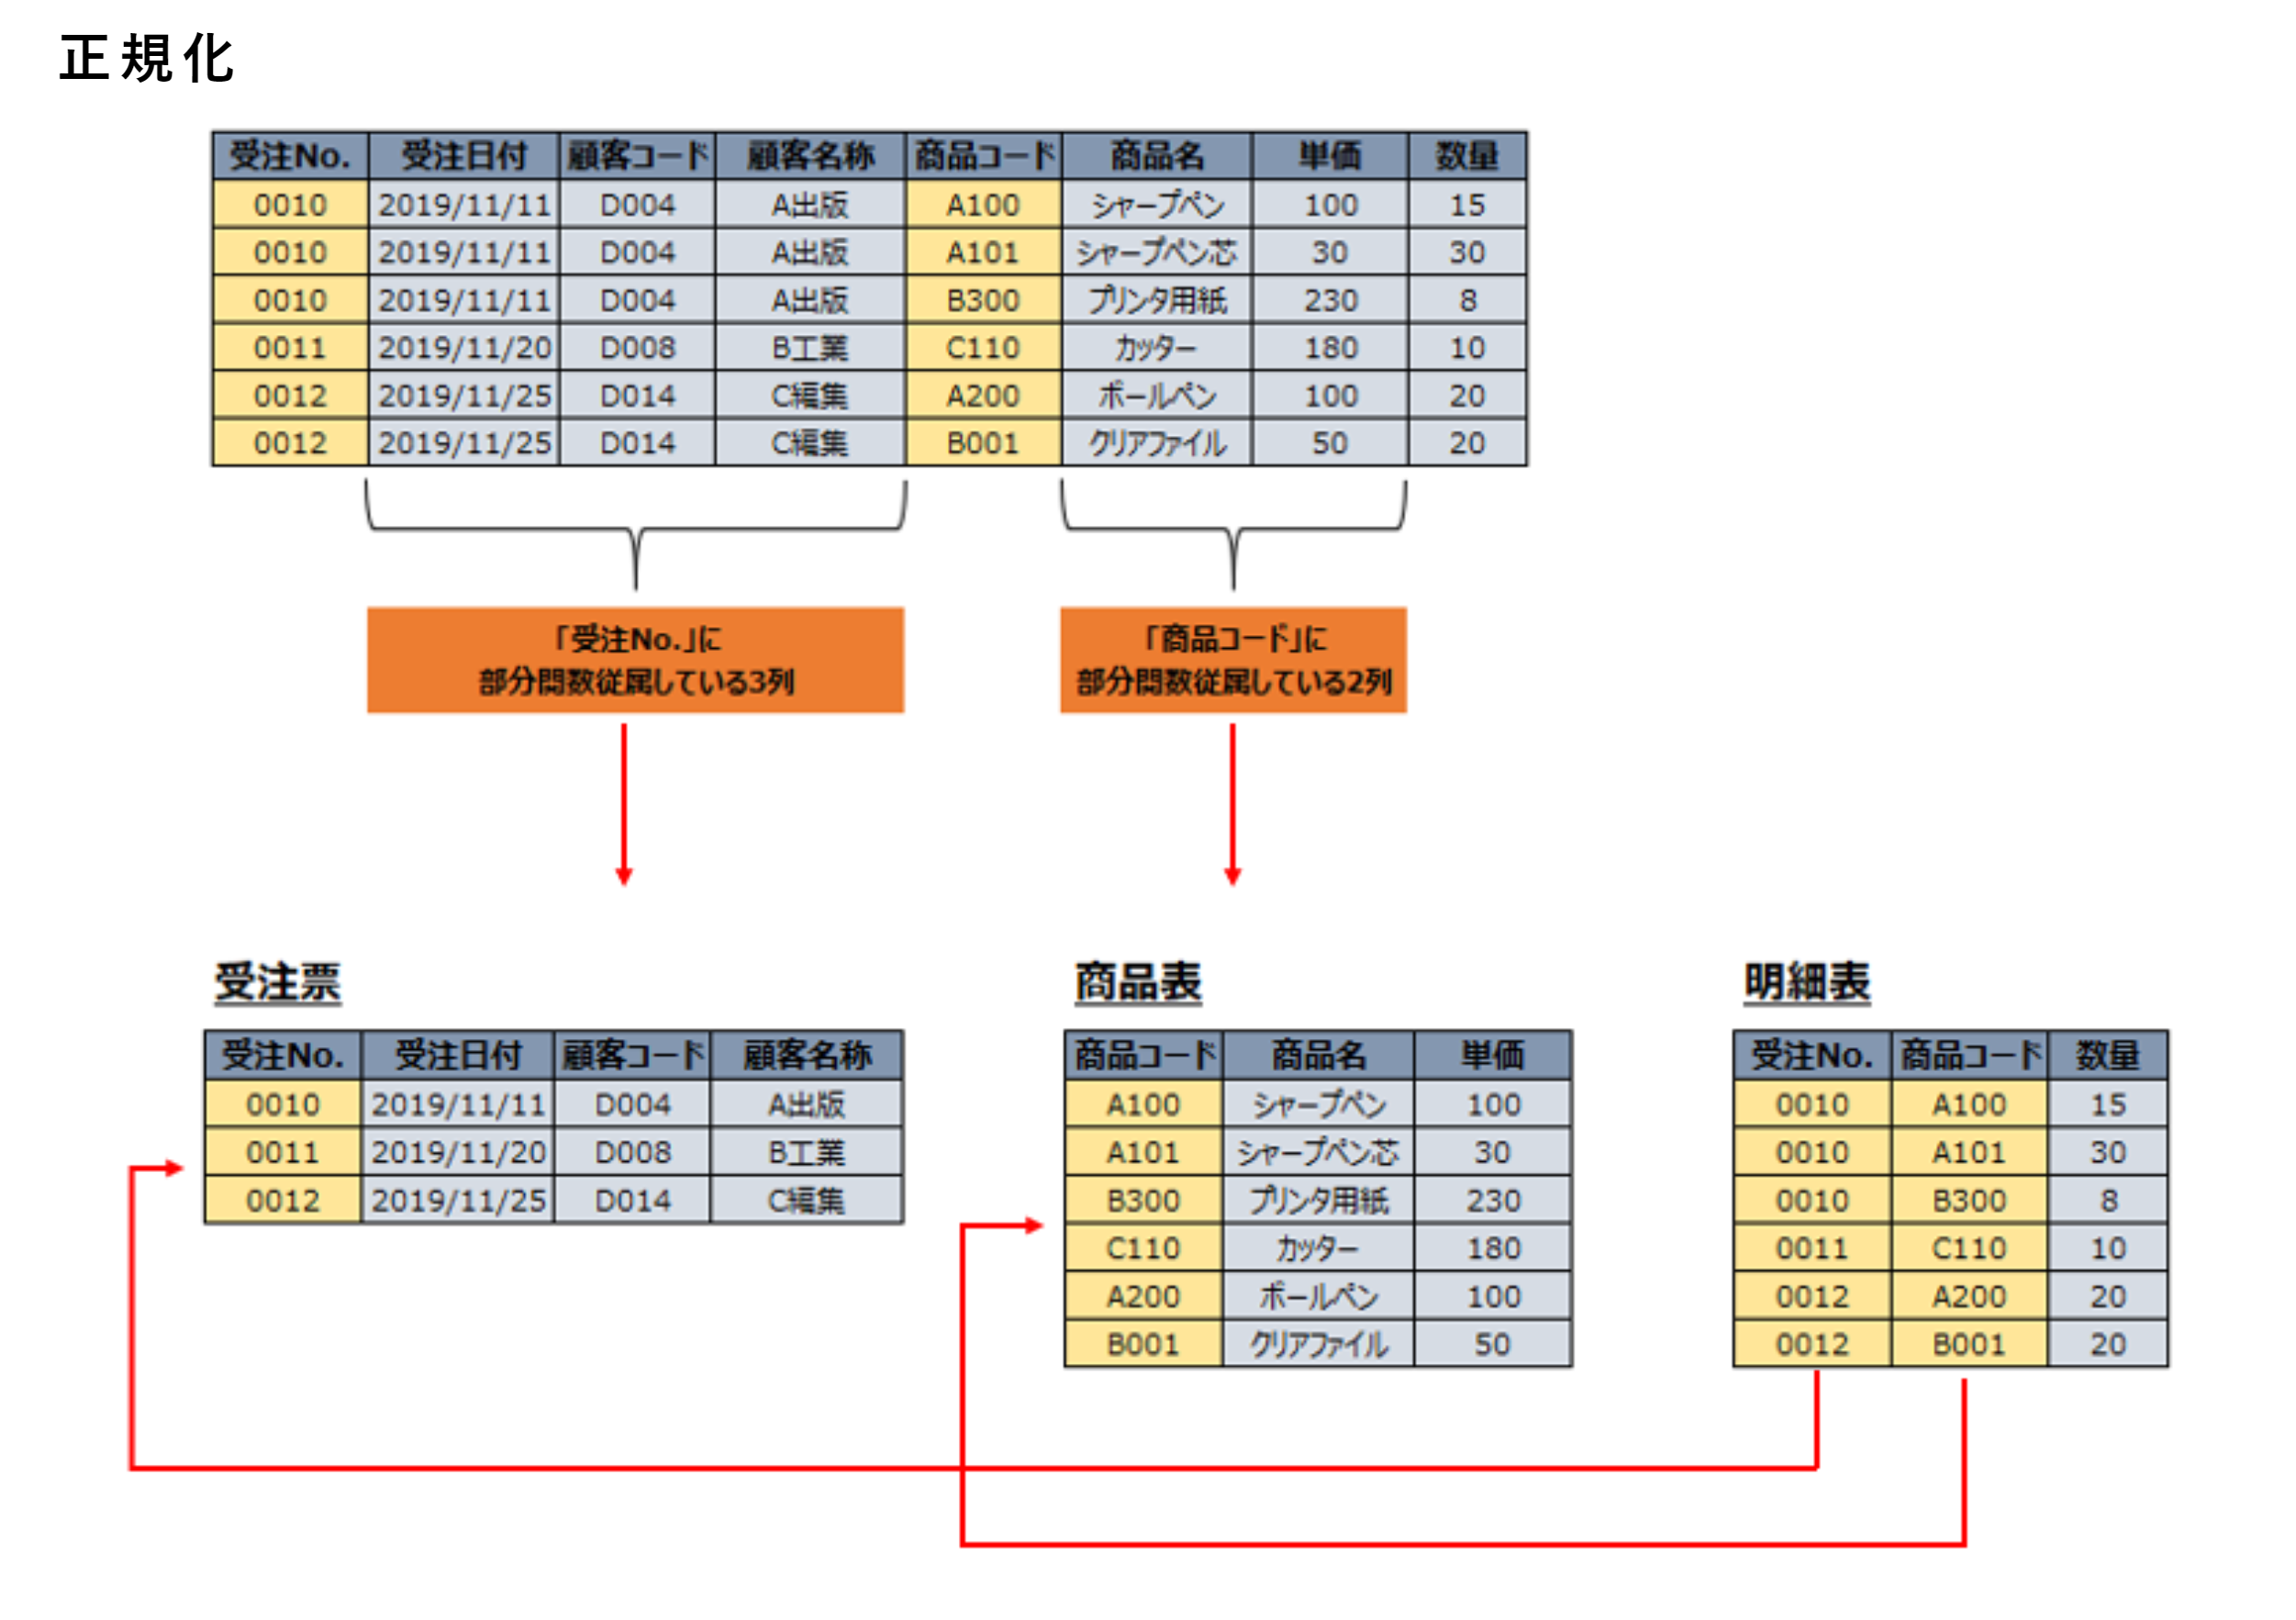 正規化
受注No. 受注日付 顧客コード 顧客名称 商品コード 商品名 単価 数量
0010 2019/11/11 D004 A出版 A100 シャープペン 100 15
0010 2019/11/11 D004 A出版 A101 シャープペン芯 30 30
0010 2019/11/11 D004 A出版 B300 プリンタ用紙 230 8
0011 2019/11/20 D008 B工業 C110 カッター 180 10
0012 2019/11/25 D014 C編集 A200 ボールペン 100 20
0012 2019/11/25 D014 C編集 B001 クリアファイル 50 20
「受注No.」に
部分関数従属している3列
「商品コード」に
部分関数従属している2列
受注票
受注No. 受注日付 顧客コード 顧客名称
0010 2019/11/11 D004 A出版
0011 2019/11/20 D008 B工業
0012 2019/11/25 D014 C編集
商品表
商品コード 商品名 単価
A100 シャープペン 100
A101 シャープペン芯 30
B300 プリンタ用紙 230
C110 カッター 180
A200 ボールペン 100
B001 クリアファイル 50
明細表
受注No. 商品コード 数量
0010 A100 15
0010 A101 30
0010 B300 8
0011 C110 10
0012 A200 20
0012 B001 20